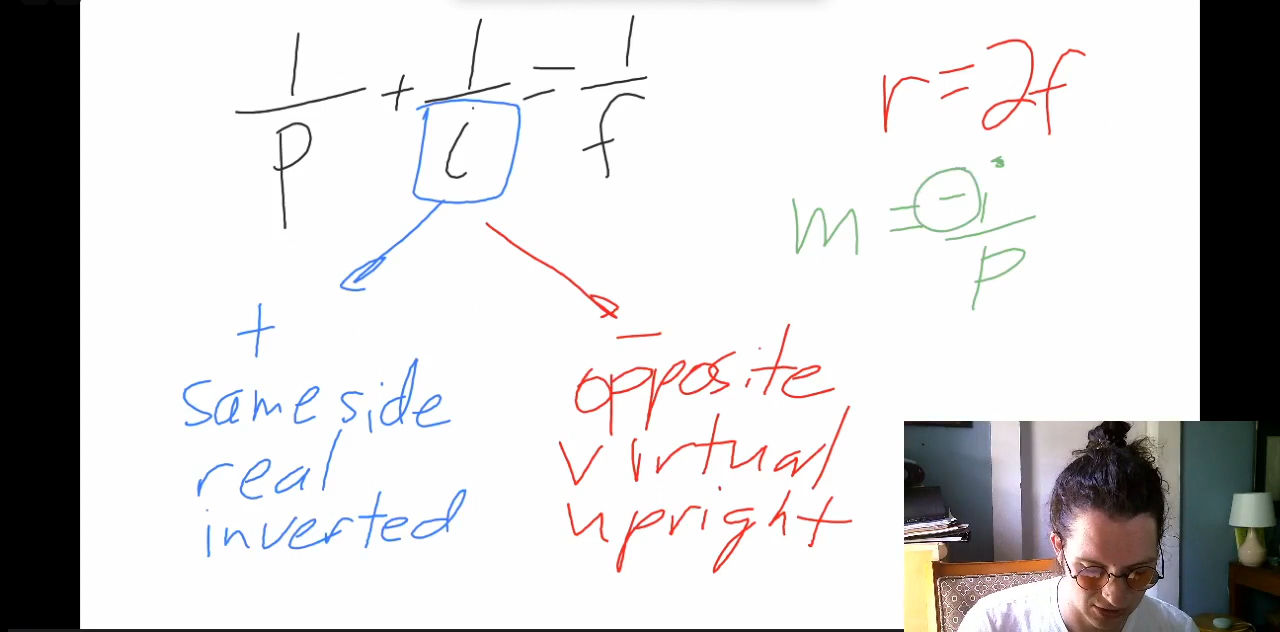 1/p + 1/i = 1/f
r = 2f
m = -i/p
+
same side
real
inverted
-
opposite
virtual
upright